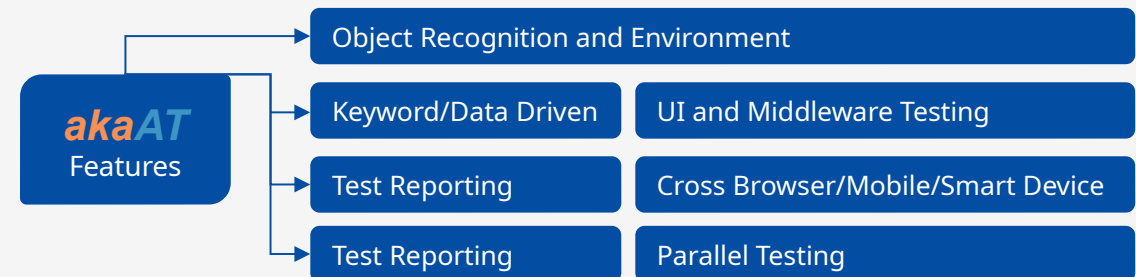 Object Recognition and Environment
akaAT
Features
Keyword/Data Driven
UI and Middleware Testing
Test Reporting
Cross Browser/Mobile/Smart Device
Test Reporting
Parallel Testing